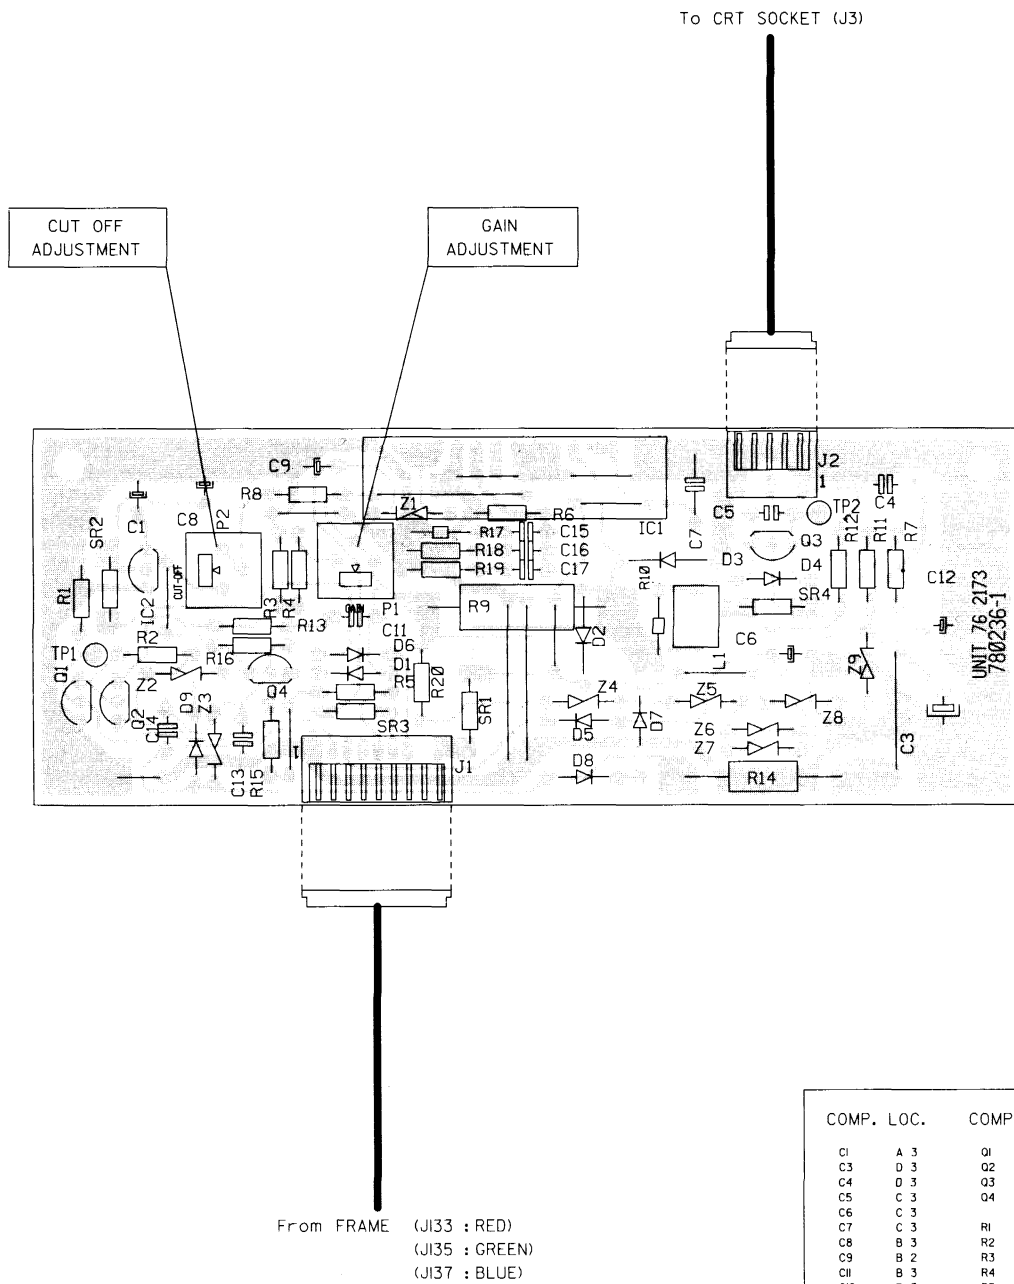 To CRT SOCKET (J3)
CUT OFF
ADJUSTMENT
GAIN
ADJUSTMENT
C9
R8
Z1
R6
IC1
C7
C5
J2
1
TP2
C4
SR2
C1
C8
P2
CUT-OFF
IC2
R1
R3
R4
R17
R18
R19
C15
C16
C17
R10
D3
Q3
D4
R12
R11
R7
SR4
C12
GAIN
P1
C11
R9
D2
L1
C6
R2
R13
R16
TP1
Q1
Q2
Z2
C14
D9
Z3
Q4
C13
R15
D6
D1
R5
R20
SR1
SR3
1
J1
Z4
D5
D8
D7
Z5
Z6
Z7
Z8
Z9
R14
C3
UNIT 76 2173
780236-1
From FRAME (J133 : RED)
(J135 : GREEN)
(J137 : BLUE)
COMP. LOC. COMP
C1 A 3 Q1
C3 D 3 Q2
C4 D 3 Q3
C5 C 3 Q4
C6 C 3
C7 C 3 R1
C8 B 3 R2
C9 B 2 R3
C11 B 3 R4